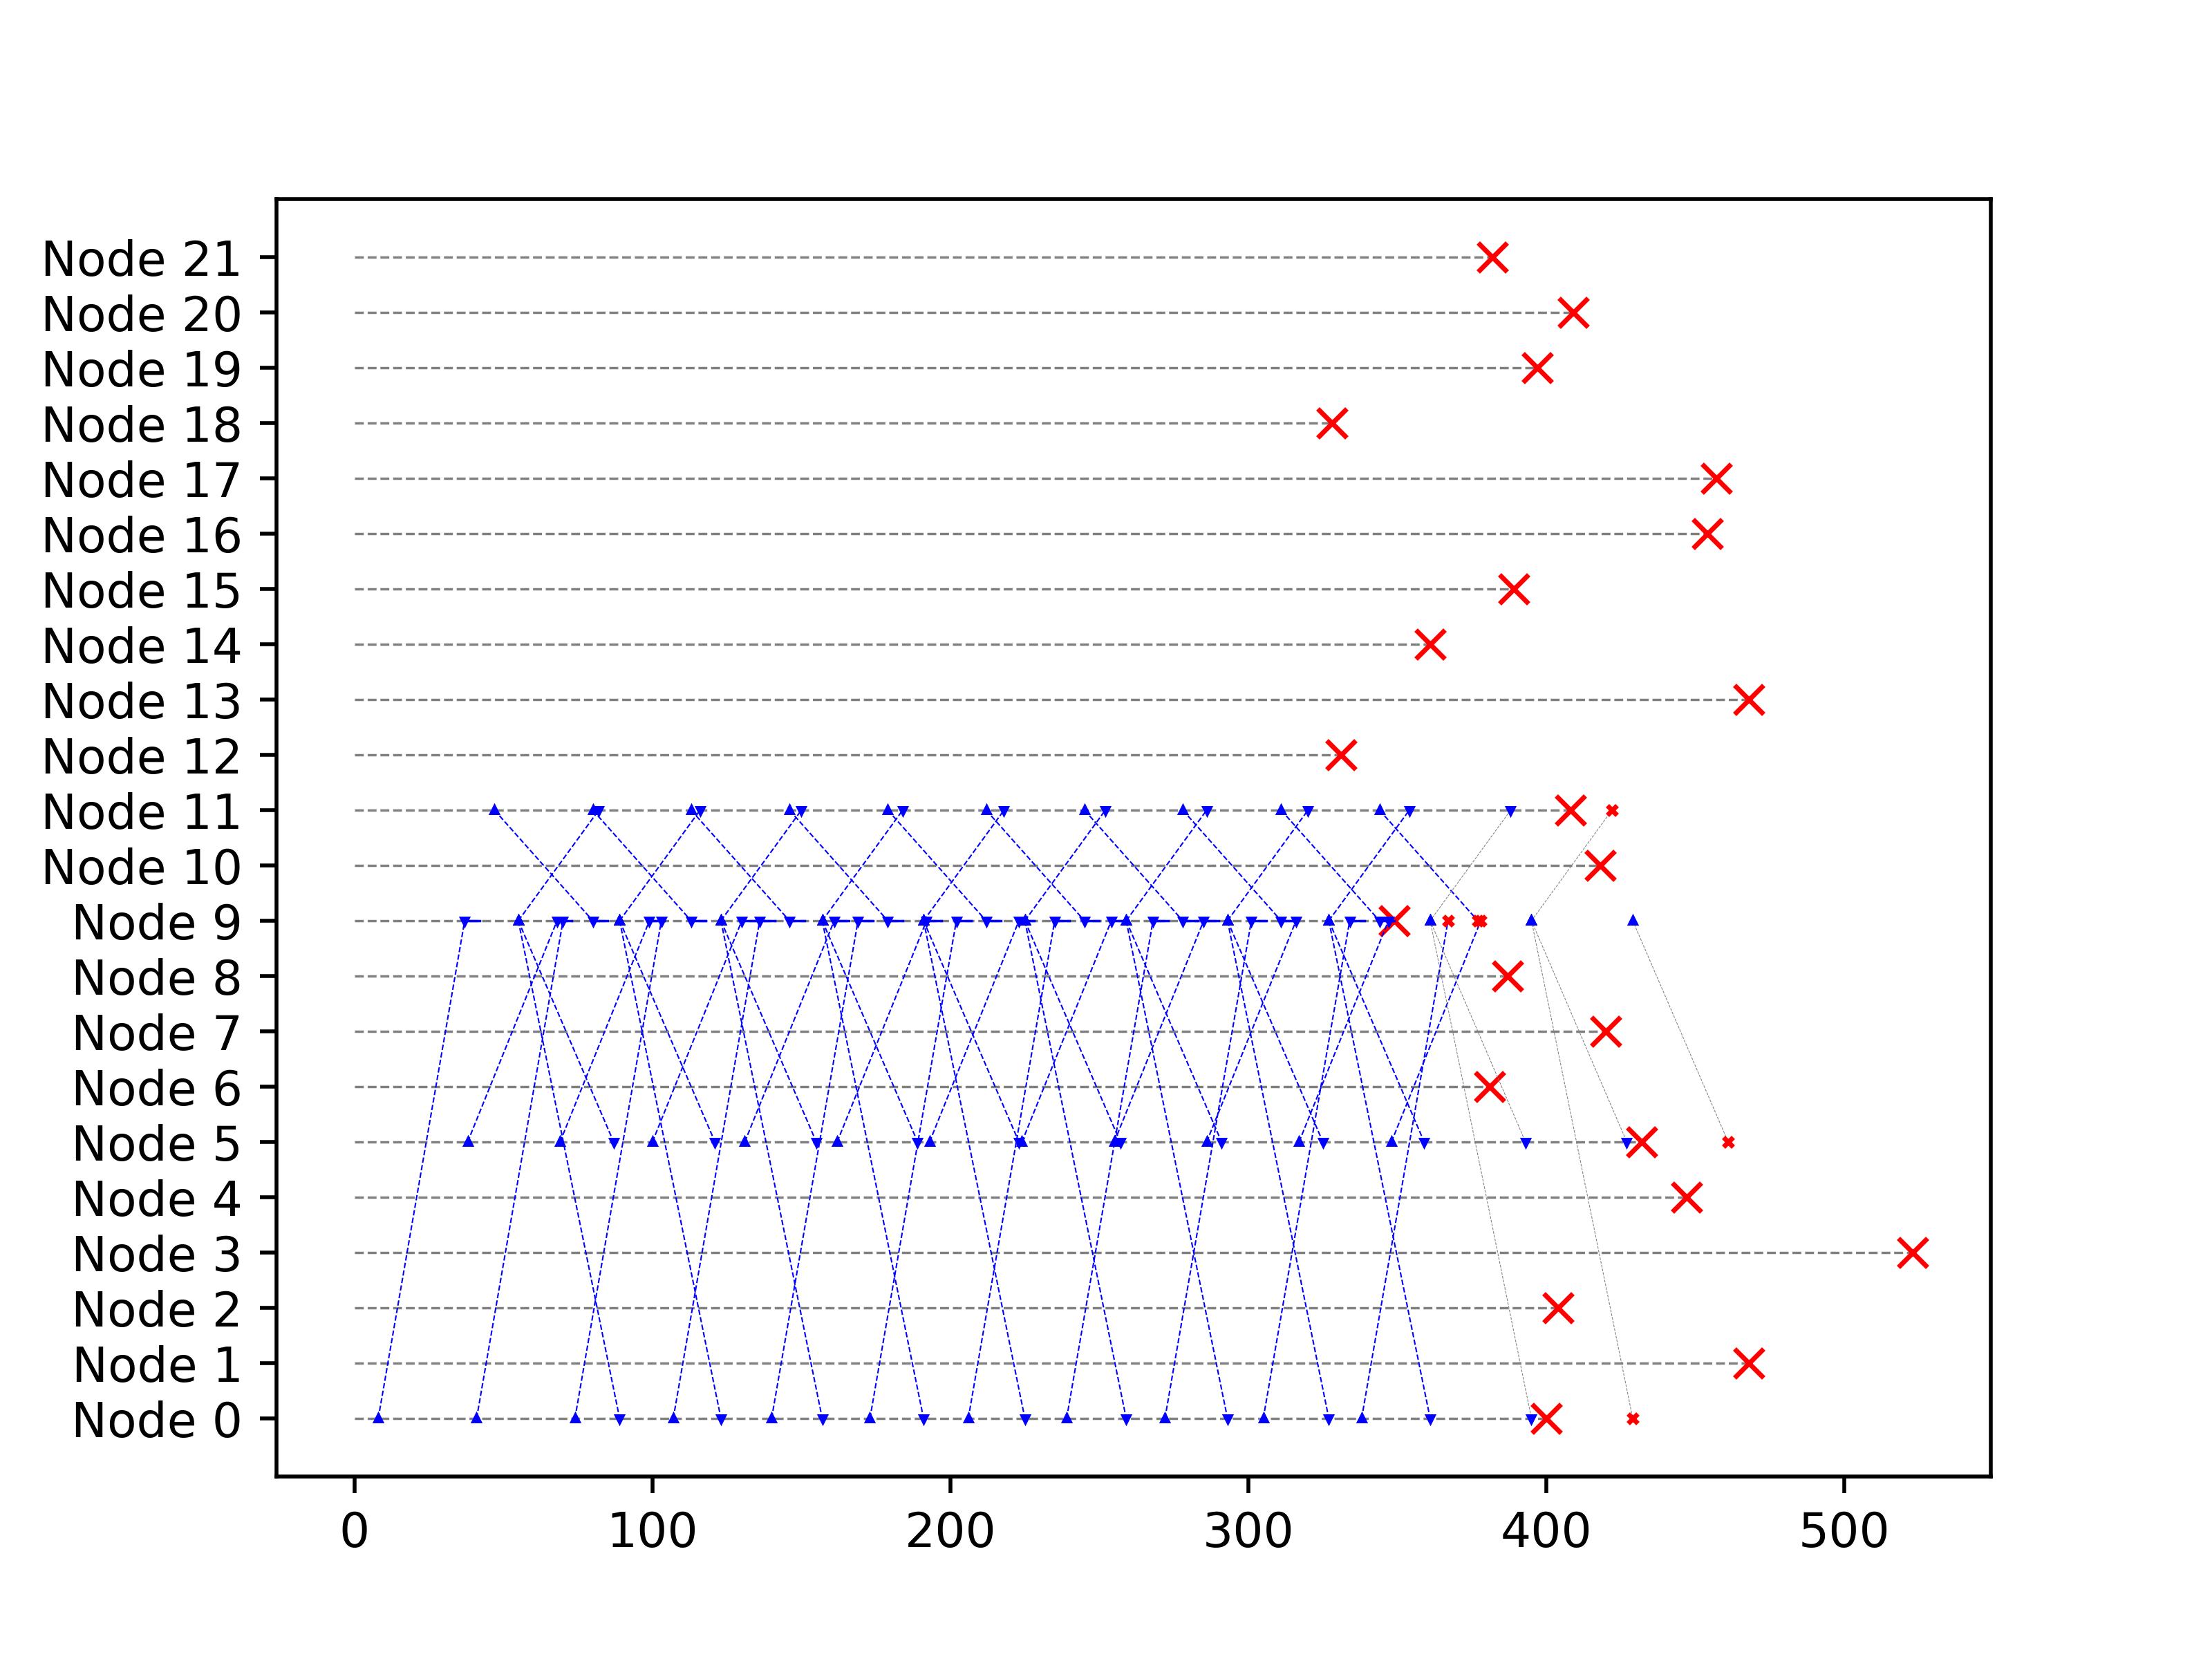 Node 21
Node 20
Node 19
Node 18
Node 17
Node 16
Node 15
Node 14
Node 13
Node 12
Node 11
Node 10
Node 9
Node 8
Node 7
Node 6
Node 5
Node 4
Node 3
Node 2
Node 1
Node 0
0 100 200 300 400 500